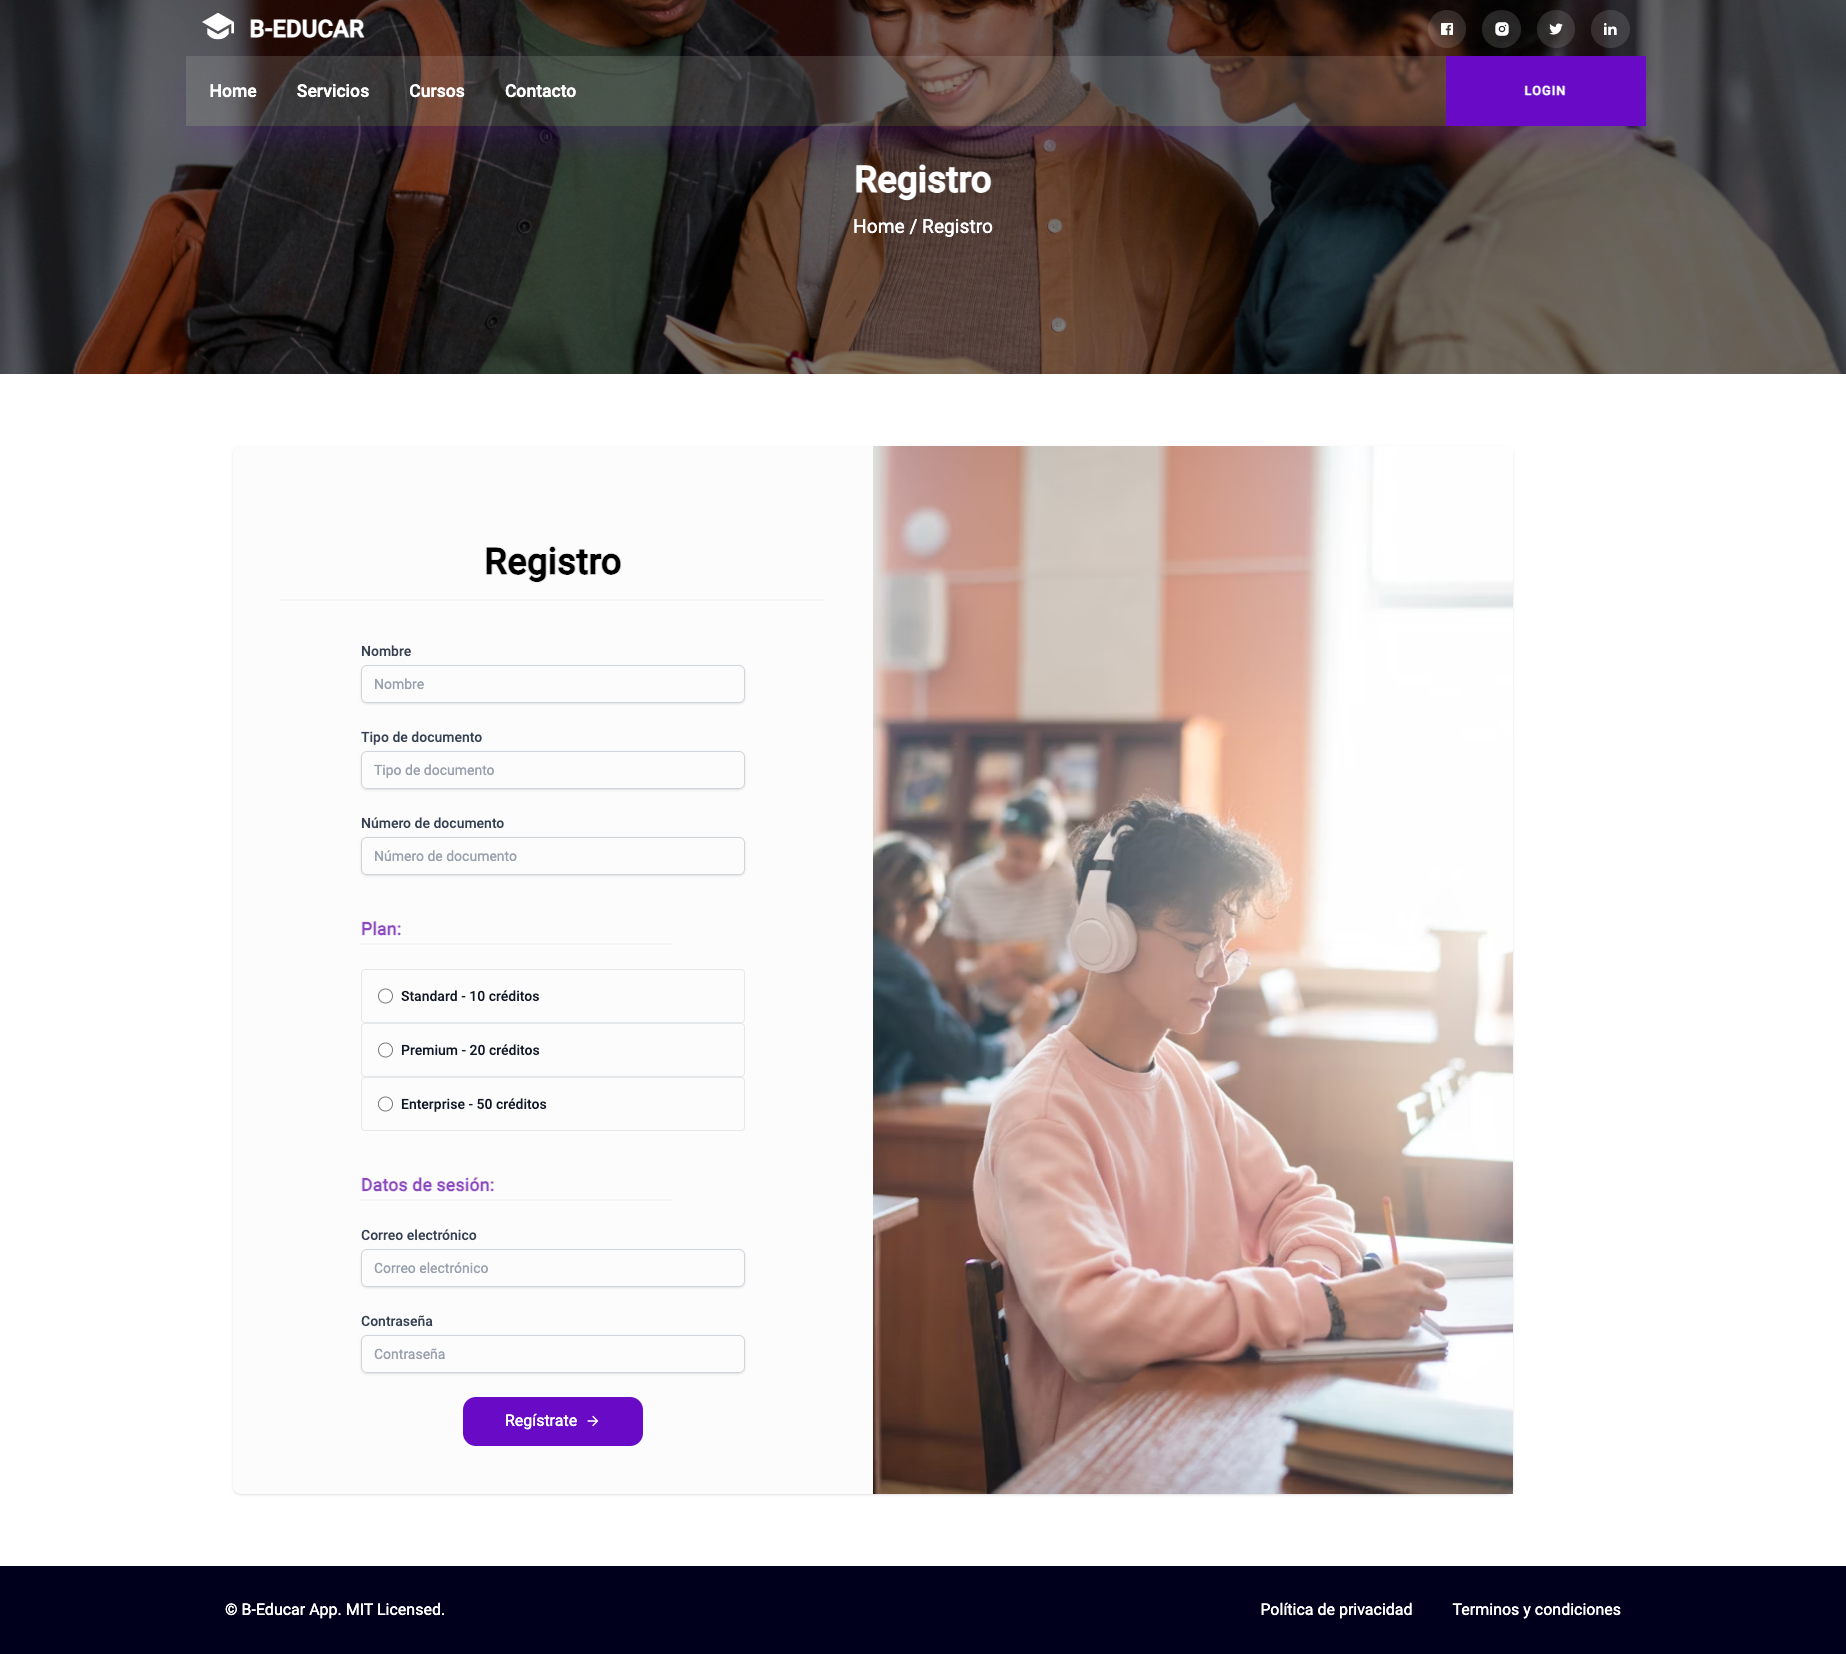 B-EDUCAR
Home
Servicios
Cursos
Contacto
LOGIN
Registro
Home / Registro
Registro
Nombre
Nombre
Tipo de documento
Tipo de documento
Número de documento
Número de documento
Plan:
Standard - 10 créditos
Premium - 20 créditos
Enterprise - 50 créditos
Datos de sesión:
Correo electrónico
Correo electrónico
Contraseña
Contraseña
Regístrate →
© B-Educar App. MIT Licensed.
Política de privacidad
Terminos y condiciones